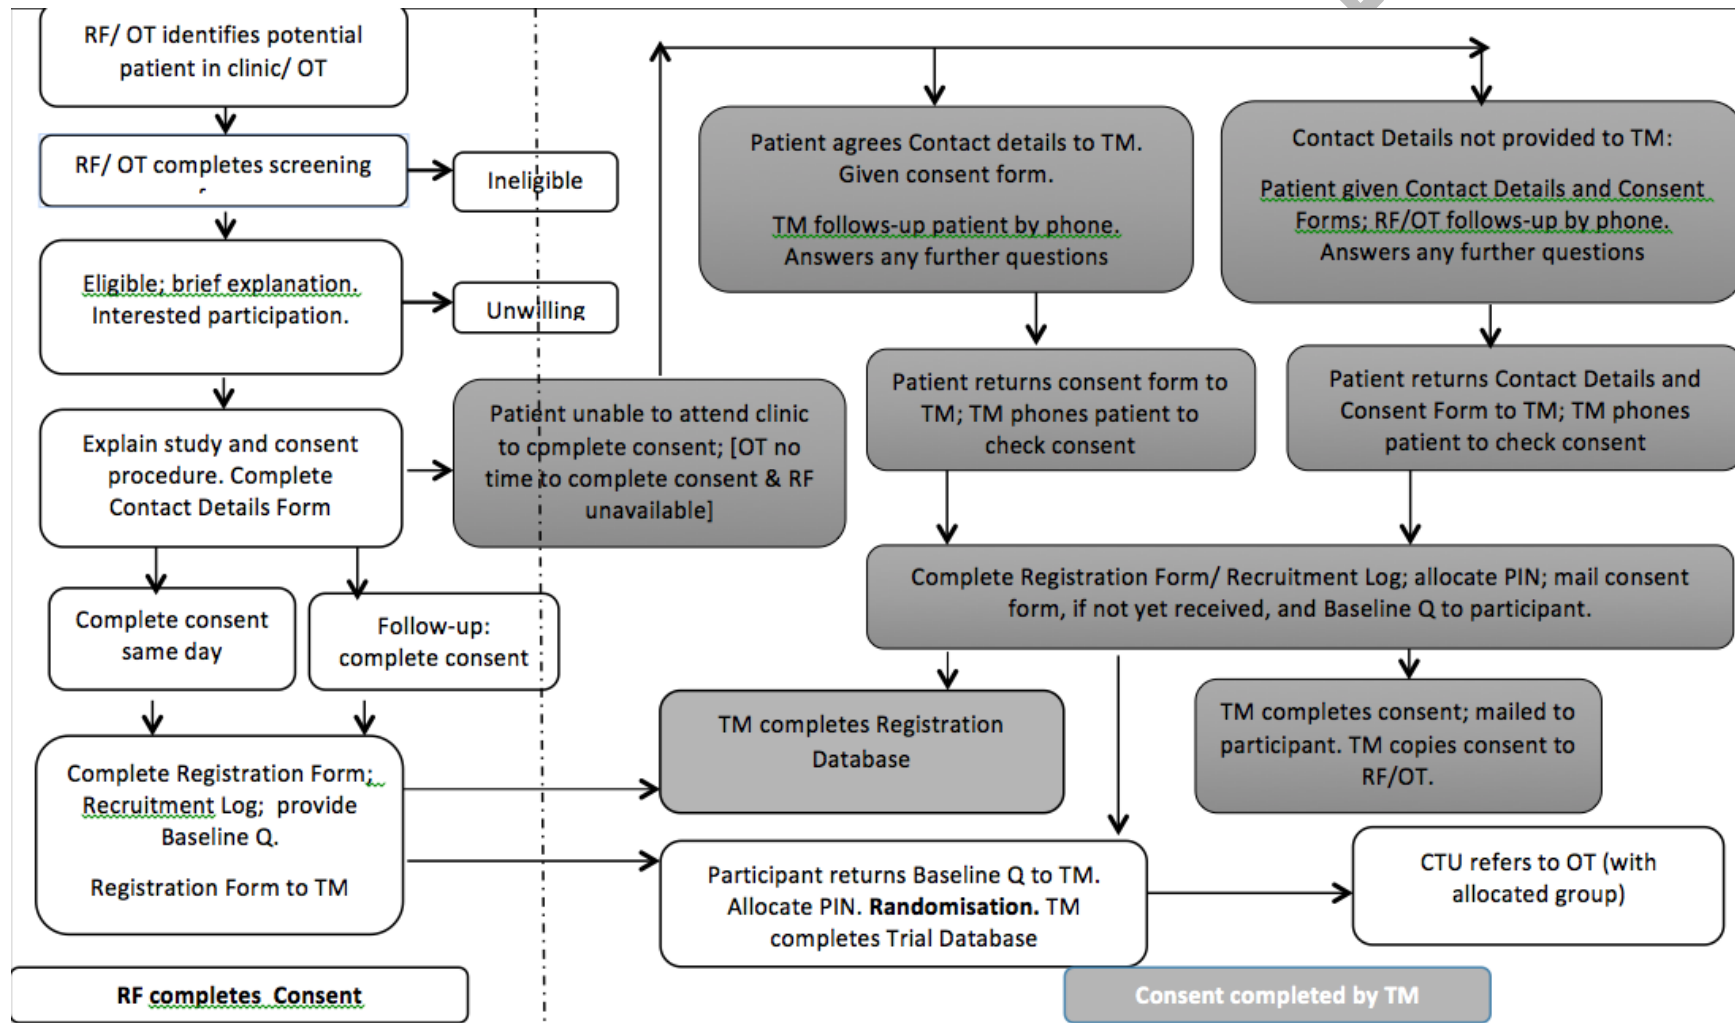 RF/ OT identifies potential
patient in clinic/ OT
RF/ OT completes screening
Ineligible
Eligible; brief explanation.
Interested participation.
Unwilling
Explain study and consent
procedure. Complete
Contact Details Form
Patient unable to attend clinic
to complete consent; [OT no
time to complete consent & RF
unavailable]
Complete consent
same day
Follow-up:
complete consent
Complete Registration Form;
Recruitment Log; provide
Baseline Q.
Registration Form to TM
RF completes Consent
Patient agrees Contact details to TM.
Given consent form.
TM follows-up patient by phone.
Answers any further questions
Contact Details not provided to TM:
Patient given Contact Details and Consent
Forms; RF/OT follows-up by phone.
Answers any further questions
Patient returns consent form to
TM; TM phones patient to
check consent
Patient returns Contact Details and
Consent Form to TM; TM phones
patient to check consent
Complete Registration Form/ Recruitment Log; allocate PIN; mail consent
form, if not yet received, and Baseline Q to participant.
TM completes Registration
Database
TM completes consent; mailed to
participant. TM copies consent to
RF/OT.
Participant returns Baseline Q to TM.
Allocate PIN. Randomisation. TM
completes Trial Database
CTU refers to OT (with
allocated group)
Consent completed by TM